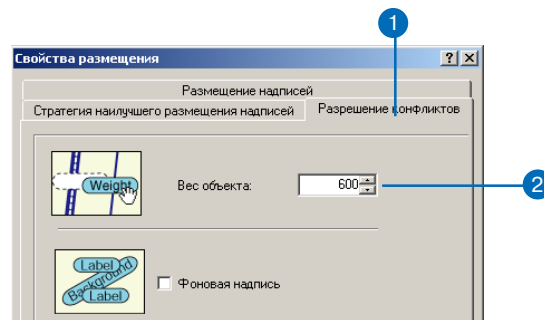 1
Свойства размещения
Размещение надписей
Стратегия наилучшего размещения надписей Разрешение конфликтов
Weight
Вес объекта: 600
2
Label
Background
Label
Фоновая надпись